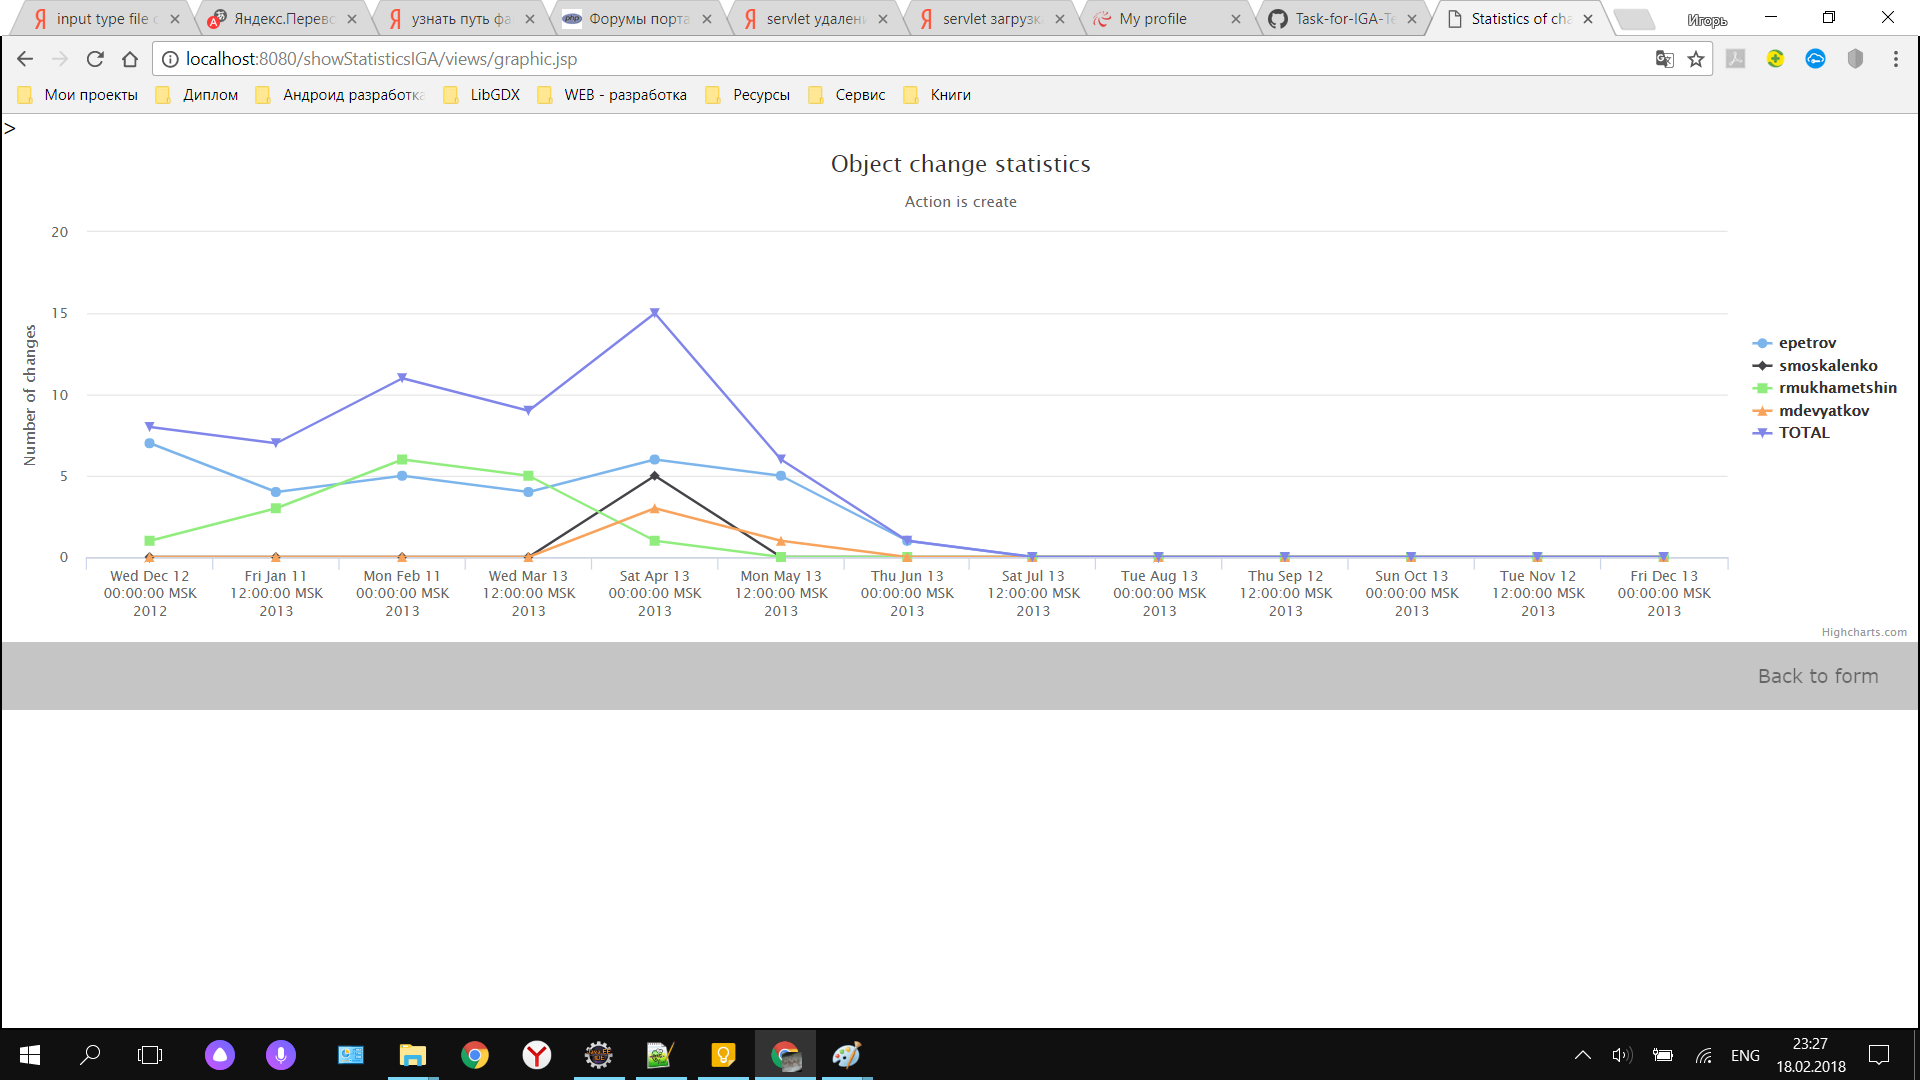 input type file
Яндекс.Перев
узнать путь фа
php Форумы порта
servlet удален
servlet загрузк
My profile
Task-for-IGA-Te
Statistics of cha
Игорь
localhost:8080/showStatisticsIGA/views/graphic.jsp
Мои проекты Диплом Андроид разработка LibGDX WEB - разработка Ресурсы Сервис Книги
>
Object change statistics
Action is create
Number of changes
20
15
10
5
0
Wed Dec 12 00:00:00 MSK 2012
Fri Jan 11 12:00:00 MSK 2013
Mon Feb 11 00:00:00 MSK 2013
Wed Mar 13 12:00:00 MSK 2013
Sat Apr 13 00:00:00 MSK 2013
Mon May 13 12:00:00 MSK 2013
Thu Jun 13 00:00:00 MSK 2013
Sat Jul 13 12:00:00 MSK 2013
Tue Aug 13 00:00:00 MSK 2013
Thu Sep 12 12:00:00 MSK 2013
Sun Oct 13 00:00:00 MSK 2013
Tue Nov 12 12:00:00 MSK 2013
Fri Dec 13 00:00:00 MSK 2013
epetrov
smoskalenko
rmukhametshin
mdevyatkov
TOTAL
Highcharts.com
Back to form
ENG
23:27
18.02.2018